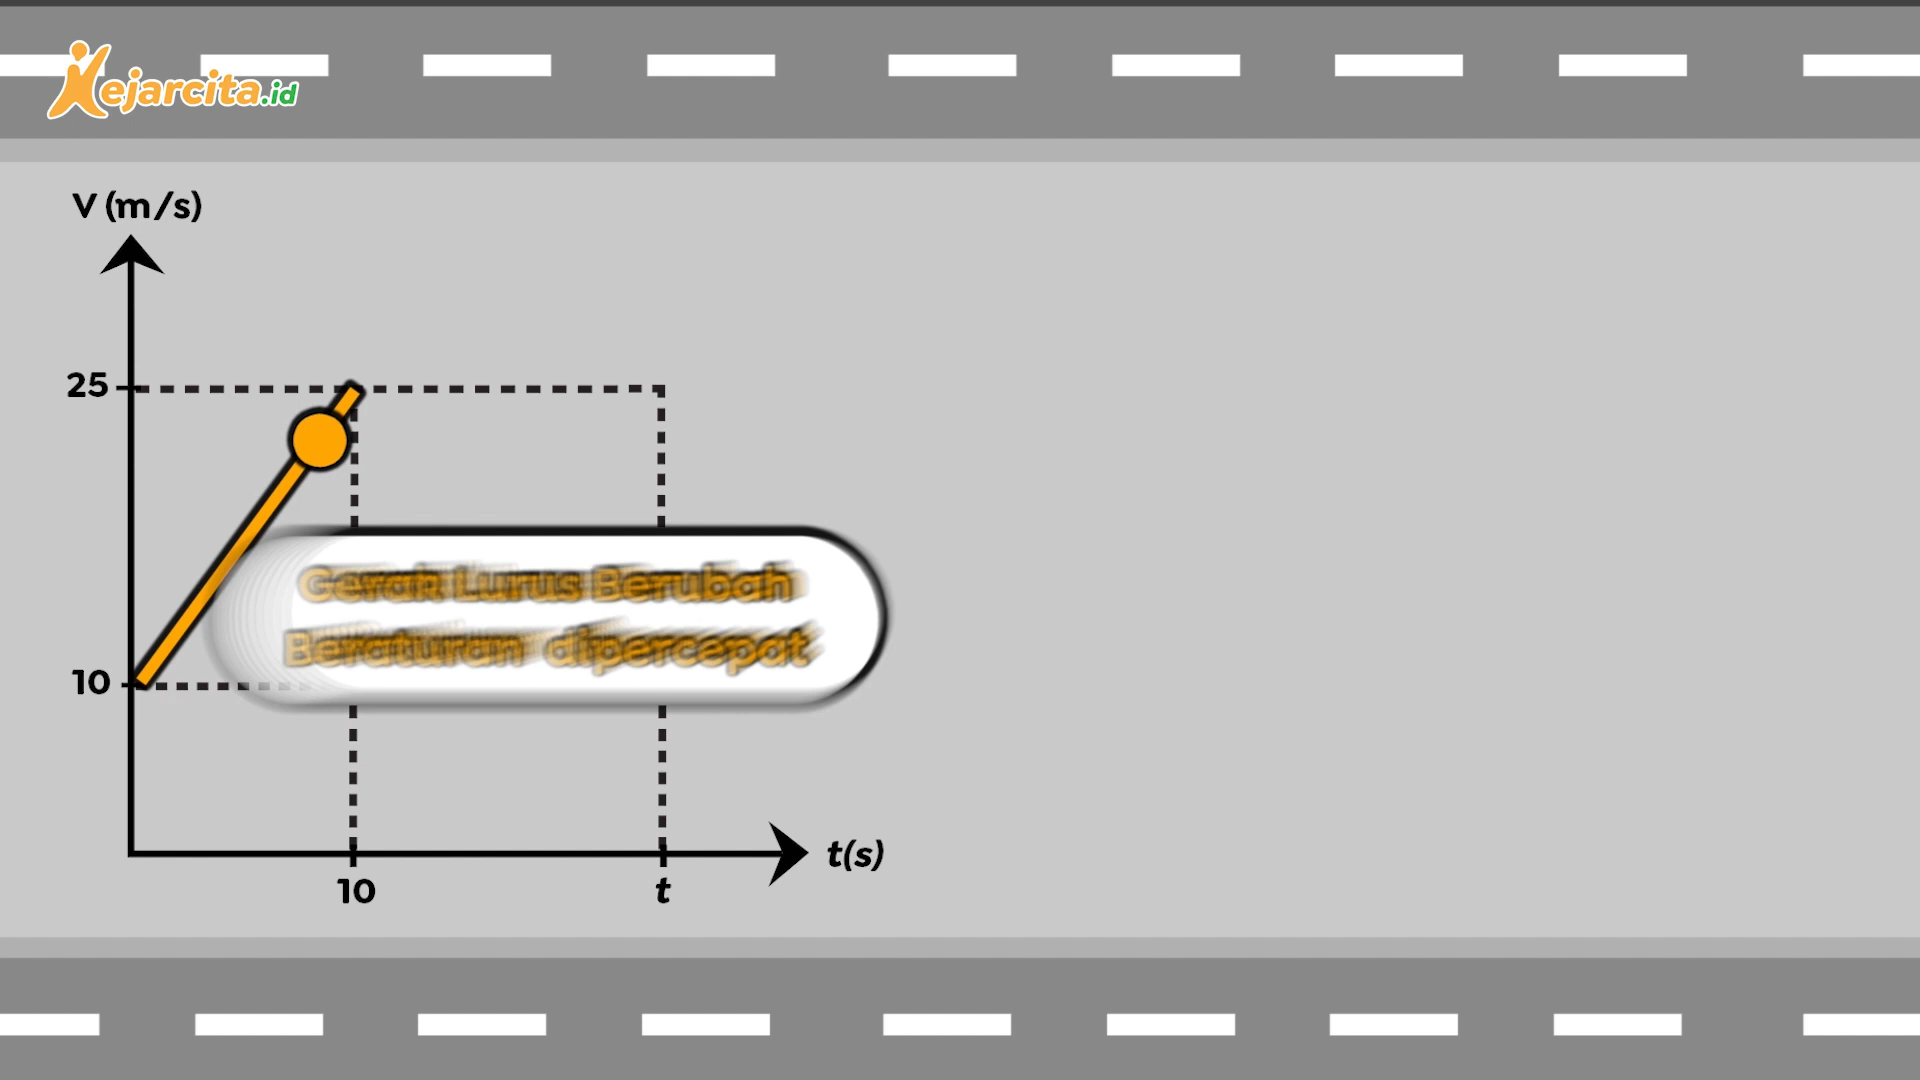 Kejarcita.id
V (m/s)
25
Gerak Lurus Berubah
Beraturan dipercepat
10
t(s)
10
t